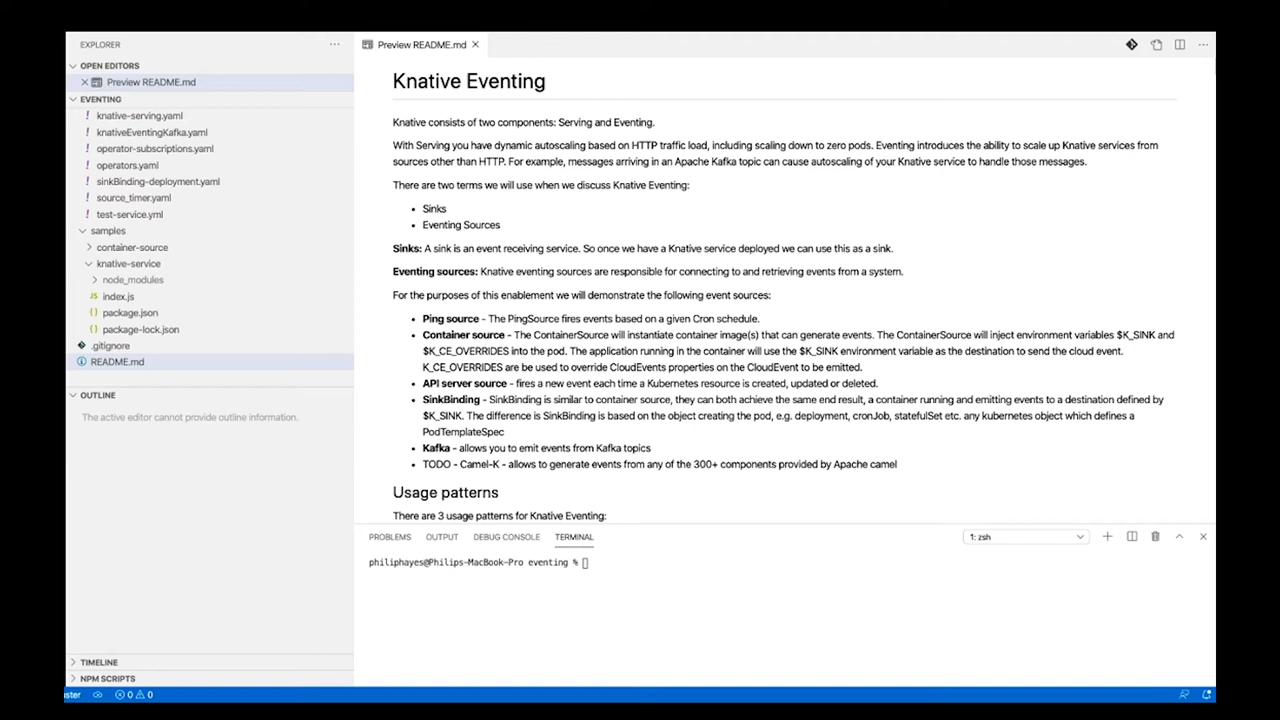 EXPLORER
OPEN EDITORS
Preview README.md
EVENTING
knative-serving.yaml
knativeEventingKafka.yaml
operator-subscriptions.yaml
operators.yaml
sinkBinding-deployment.yaml
source_timer.yaml
test-service.yml
samples
container-source
knative-service
node_modules
index.js
package.json
package-lock.json
.gitignore
README.md
OUTLINE
The active editor cannot provide outline information.
TIMELINE
NPM SCRIPTS
Preview README.md
Knative Eventing
Knative consists of two components: Serving and Eventing.
With Serving you have dynamic autoscaling based on HTTP traffic load, including scaling down to zero pods. Eventing introduces the ability to scale up Knative services from
sources other than HTTP. For example, messages arriving in an Apache Kafka topic can cause autoscaling of your Knative service to handle those messages.
There are two terms we will use when we discuss Knative Eventing:
• Sinks
• Eventing Sources
Sinks: A sink is an event receiving service. So once we have a Knative service deployed we can use this as a sink.
Eventing sources: Knative eventing sources are responsible for connecting to and retrieving events from a system.
For the purposes of this enablement we will demonstrate the following event sources:
• Ping source - The PingSource fires events based on a given Cron schedule.
• Container source - The ContainerSource will instantiate container image(s) that can generate events. The ContainerSource will inject environment variables $K_SINK and
$K_CE_OVERRIDES into the pod. The application running in the container will use the $K_SINK environment variable as the destination to send the cloud event.
K_CE_OVERRIDES are be used to override CloudEvents properties on the CloudEvent to be emitted.
• API server source - fires a new event each time a Kubernetes resource is created, updated or deleted.
• SinkBinding - SinkBinding is similar to container source, they can both achieve the same end result, a container running and emitting events to a destination defined by
$K_SINK. The difference is SinkBinding is based on the object creating the pod, e.g. deployment, cronJob, statefulSet etc. any kubernetes object which defines a
PodTemplateSpec
• Kafka - allows you to emit events from Kafka topics
• TODO - Camel-K - allows to generate events from any of the 300+ components provided by Apache camel
Usage patterns
There are 3 usage patterns for Knative Eventing:
PROBLEMS OUTPUT DEBUG CONSOLE TERMINAL 1: zsh
philiphayes@Philips-MacBook-Pro eventing %
ster 0 0